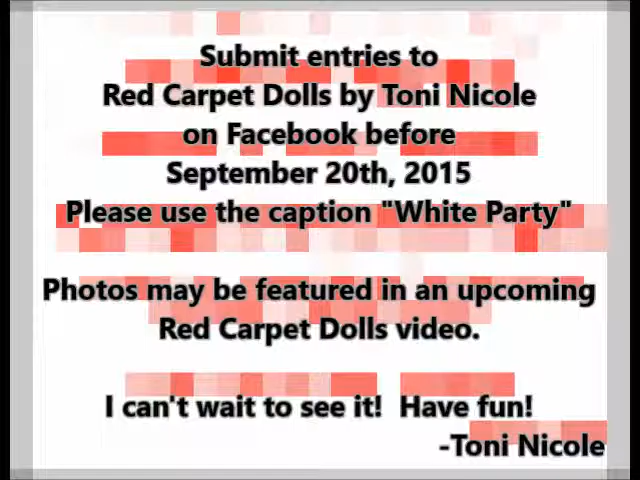 Submit entries to
Red Carpet Dolls by Toni Nicole
on Facebook before
September 20th, 2015
Please use the caption "White Party"
Photos may be featured in an upcoming
Red Carpet Dolls video.
I can't wait to see it!  Have fun!
-Toni Nicole